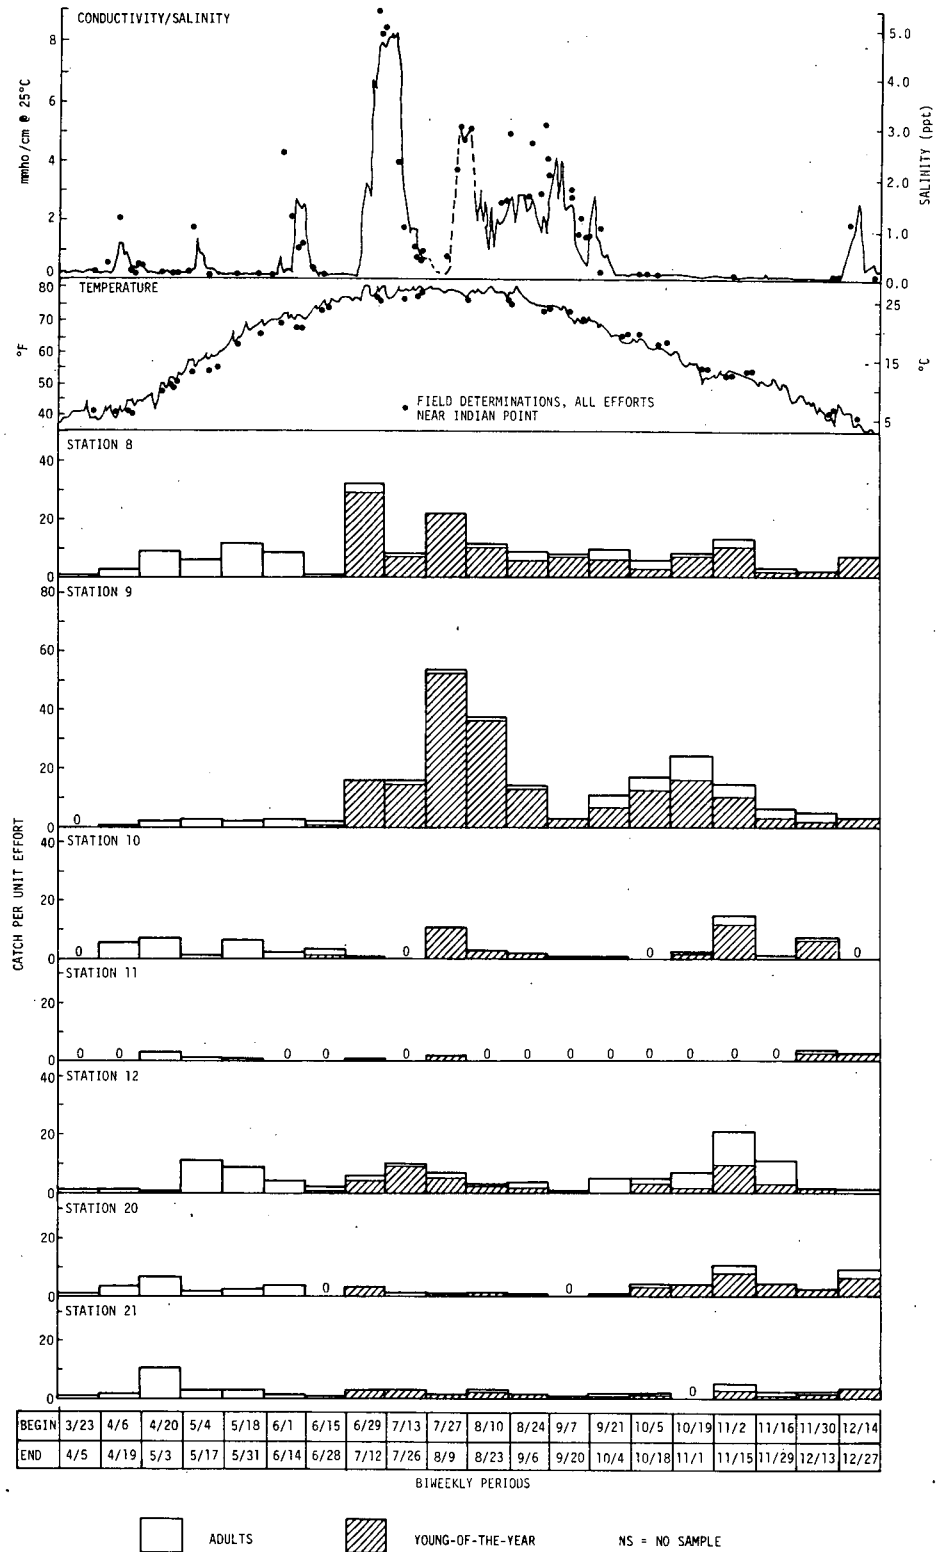 CONDUCTIVITY/SALINITY
8
6
4
2
0
mmho/cm @ 25°C
5.0
4.0
3.0
2.0
1.0
0.0
SALINITY (ppt)
TEMPERATURE
80
70
60
50
40
°F
25
15
5
°C
• FIELD DETERMINATIONS, ALL EFFORTS
NEAR INDIAN POINT
CATCH PER UNIT EFFORT
STATION 8
40
20
0
STATION 9
80
60
40
20
0
0
STATION 10
40
20
0
0 0 0 0
STATION 11
20
0
0 0 0 0 0 0 0 0 0 0 0 0 0
STATION 12
40
20
0
STATION 20
20
0
0 0
STATION 21
20
0
0
BEGIN 3/23 4/6 4/20 5/4 5/18 6/1 6/15 6/29 7/13 7/27 8/10 8/24 9/7 9/21 10/5 10/19 11/2 11/16 11/30 12/14
END 4/5 4/19 5/3 5/17 5/31 6/14 6/28 7/12 7/26 8/9 8/23 9/6 9/20 10/4 10/18 11/1 11/15 11/29 12/13 12/27
BIWEEKLY PERIODS
ADULTS YOUNG-OF-THE-YEAR NS = NO SAMPLE